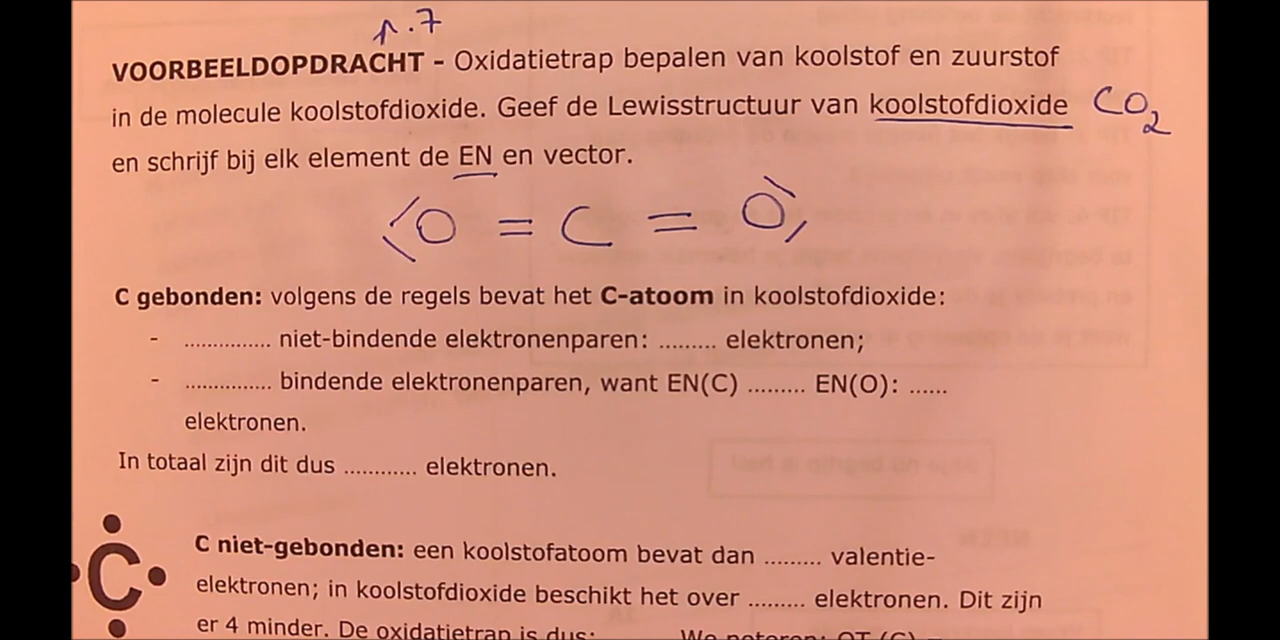 p.7
VOORBEELDOPDRACHT - Oxidatietrap bepalen van koolstof en zuurstof
in de molecule koolstofdioxide. Geef de Lewisstructuur van koolstofdioxide CO2
en schrijf bij elk element de EN en vector.
O = C = O
C gebonden: volgens de regels bevat het C-atoom in koolstofdioxide:
- .............. niet-bindende elektronenparen: ......... elektronen;
- .............. bindende elektronenparen, want EN(C) ......... EN(O): ......
elektronen.
In totaal zijn dit dus ............ elektronen.
C niet-gebonden: een koolstofatoom bevat dan ......... valentie-
C
elektronen; in koolstofdioxide beschikt het over ......... elektronen. Dit zijn
er 4 minder. De oxidatietrap is dus: We noteren: OT (C) =